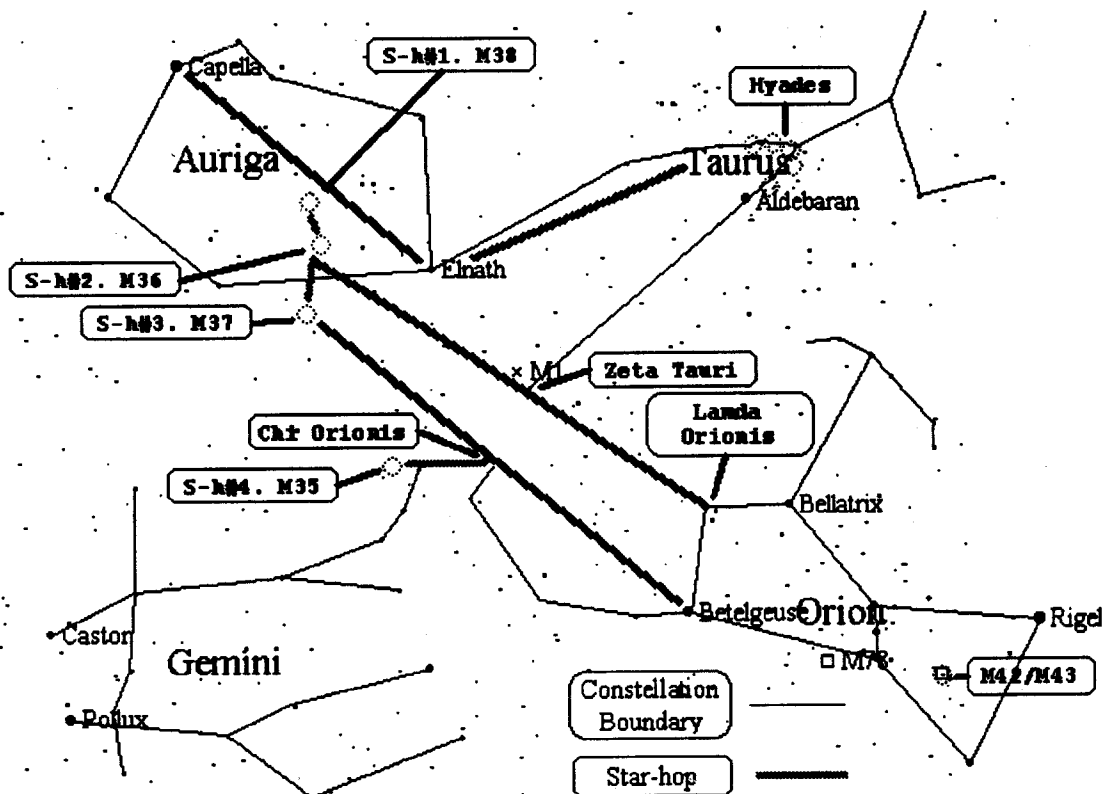 S-h#1. M38
Capella
Hyades
Auriga
Taurus
Aldebaran
Elnath
S-h#2. M36
S-h#3. M37
M1
Zeta Tauri
Lamda
Orionis
Chi Orionis
S-h#4. M35
Bellatrix
Betelgeuse
Orion
Rigel
Castor
Gemini
M78
M42/M43
Constellation
Boundary
Pollux
Star-hop